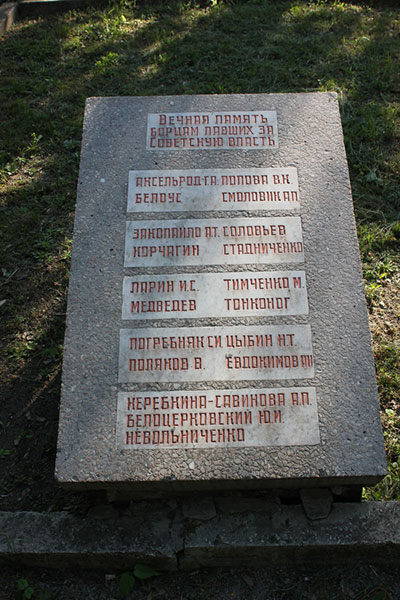 Вечная память
борцам павших за
Советскую власть
Аксельрод Г.А. Попова В.К
Белоус Смоловик А.П
Закопайло А.Т. Соловьев
Корчагин Стадниченко
Ларин И.С. Тимченко М.
Медведев Тонконог
Погребняк С.И Цыбин Н.Т.
Поляков В. Евдокимов
Керебкина-Савинова А.П.
Белоцерковский Ю.И.
Невольниченко